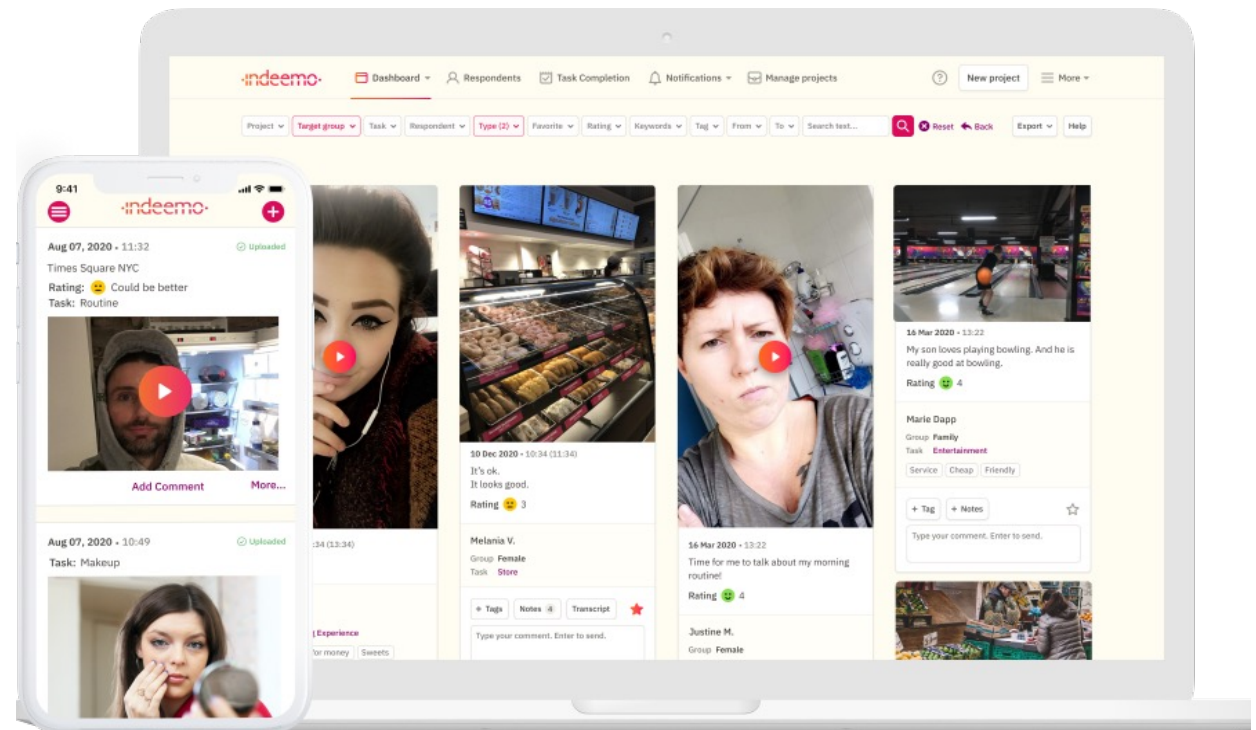 indeemo
Dashboard
Respondents
Task Completion
Notifications
Manage projects
?
New project
More
Project
Target group
Task
Respondent
Type (2)
Favorite
Rating
Keywords
Tag
From
To
Search text...
Reset
Back
Export
Help
9:41
indeemo
Aug 07, 2020 • 11:32
Uploaded
Times Square NYC
Rating: Could be better
Task: Routine
Add Comment
More...
Aug 07, 2020 • 10:49
Uploaded
Task: Makeup
:34 (13:34)
g Experience
for money
Sweets
10 Dec 2020 • 10:34 (11:34)
It's ok.
It looks good.
Rating 3
Melania V.
Group Female
Task Store
+ Tags
Notes 4
Transcript
Type your comment. Enter to send.
16 Mar 2020 • 13:22
Time for me to talk about my morning
routine!
Rating 4
Justine M.
Group Female
16 Mar 2020 • 13:22
My son loves playing bowling. And he is
really good at bowling.
Rating 4
Marie Dapp
Group Family
Task Entertainment
Service
Cheap
Friendly
+ Tag
+ Notes
Type your comment. Enter to send.